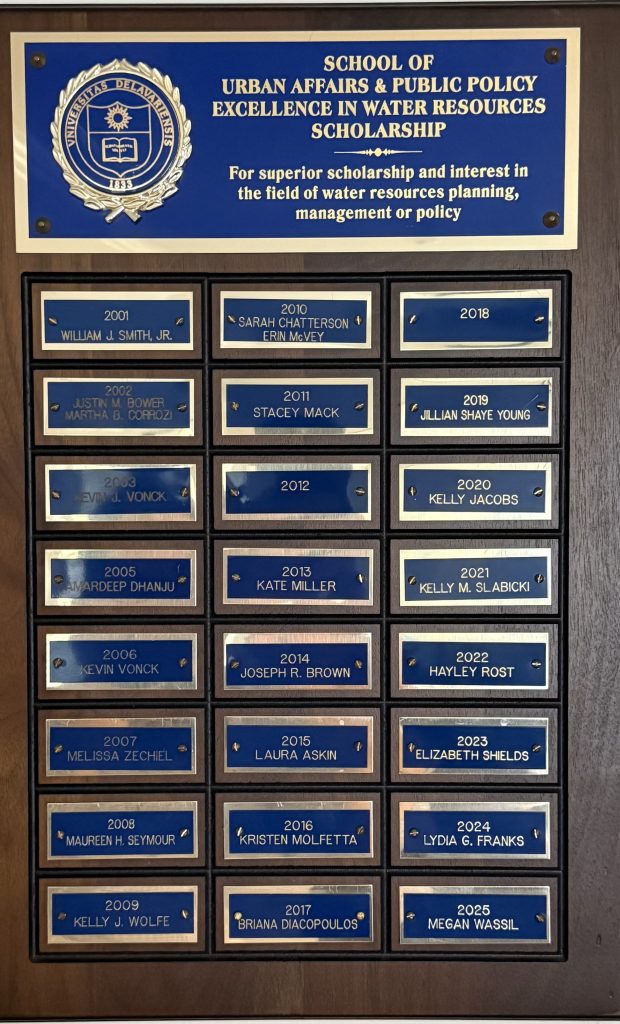 VNIVERSITAS DELAVARIENSIS
1833
SCHOOL OF
URBAN AFFAIRS & PUBLIC POLICY
EXCELLENCE IN WATER RESOURCES
SCHOLARSHIP
For superior scholarship and interest in
the field of water resources planning,
management or policy
2001
WILLIAM J. SMITH, JR.
2002
JUSTIN M. BOWER
MARTHA B. CORROZI
2003
KEVIN J. VONCK
2005
AMARDEEP DHANJU
2006
KEVIN VONCK
2007
MELISSA ZECHIEL
2008
MAUREEN H. SEYMOUR
2009
KELLY J. WOLFE
2010
SARAH CHATTERSON
ERIN McVEY
2011
STACEY MACK
2012
2013
KATE MILLER
2014
JOSEPH R. BROWN
2015
LAURA ASKIN
2016
KRISTEN MOLFETTA
2017
BRIANA DIACOPOULOS
2018
2019
JILLIAN SHAYE YOUNG
2020
KELLY JACOBS
2021
KELLY M. SLABICKI
2022
HAYLEY ROST
2023
ELIZABETH SHIELDS
2024
LYDIA G. FRANKS
2025
MEGAN WASSIL